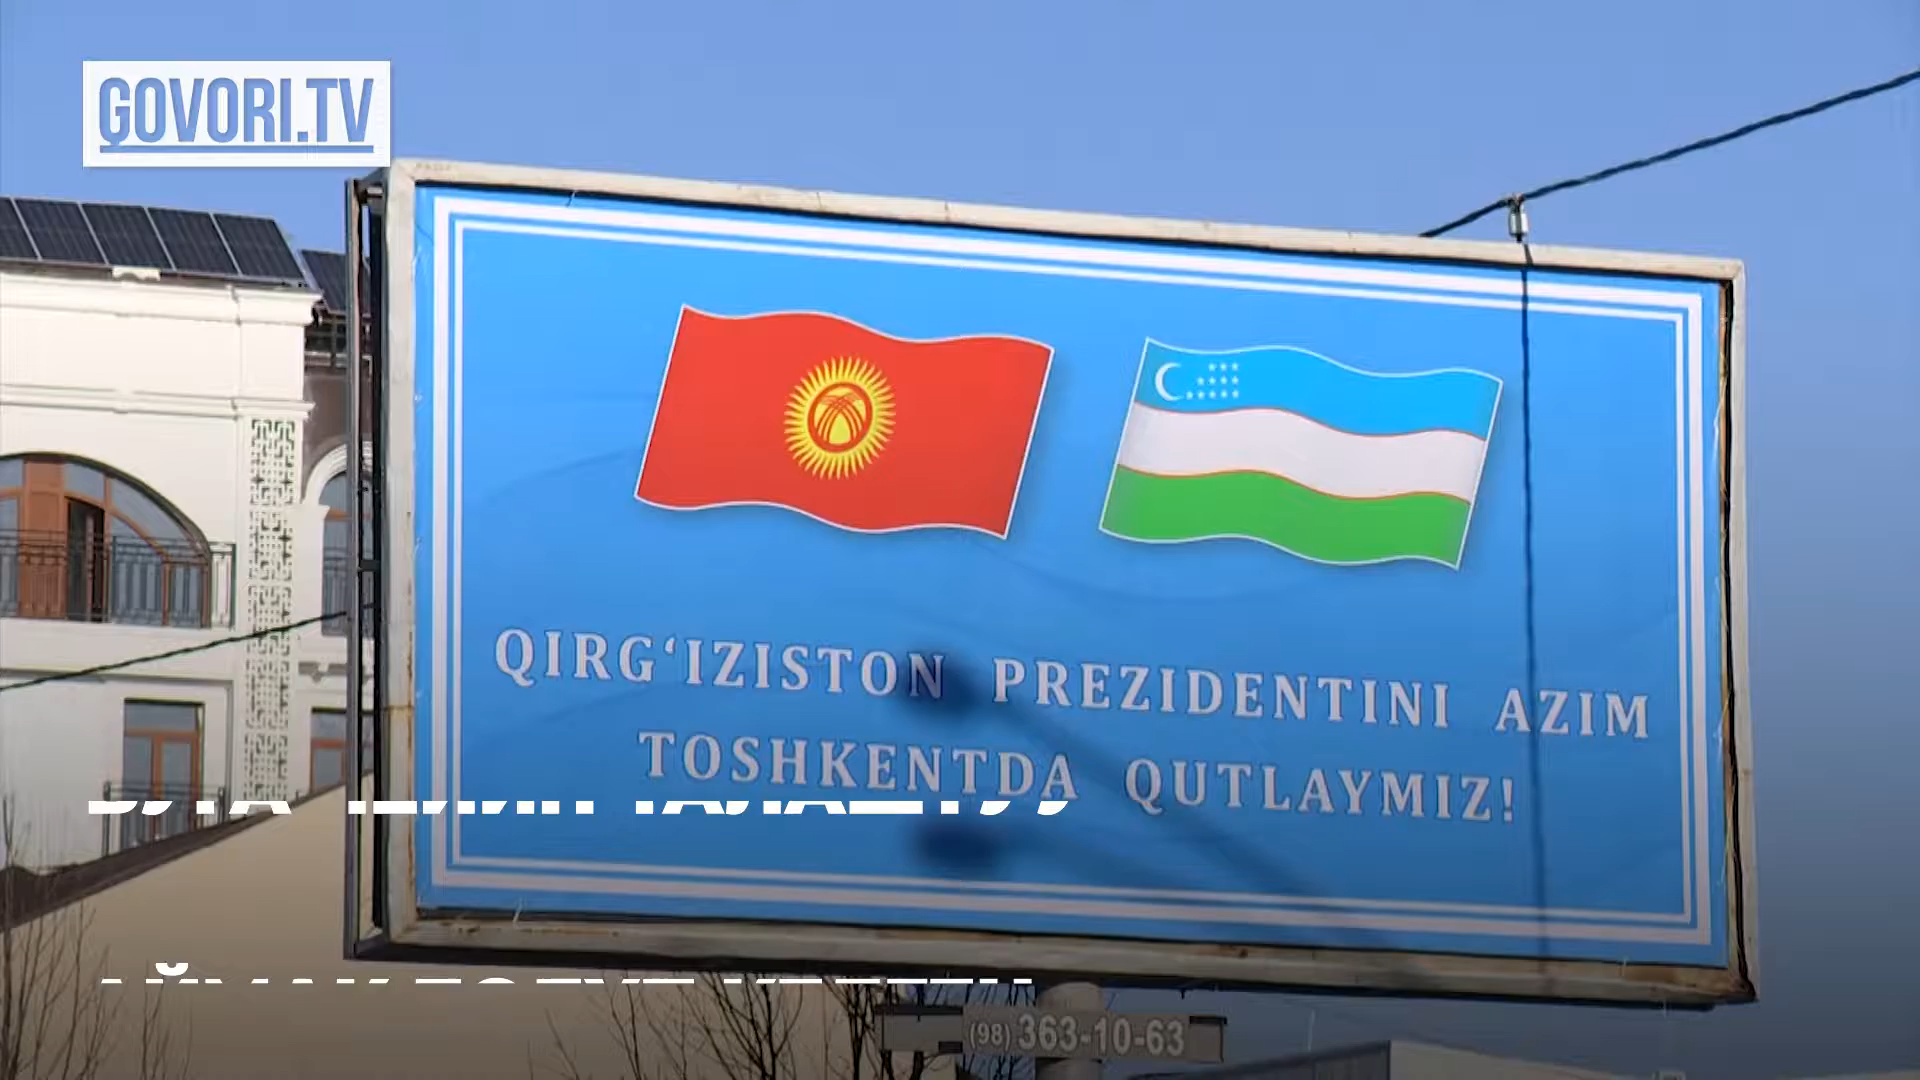 GOVORI.TV
QIRG‘IZISTON PREZIDENTINI AZIM
TOSHKENTDA QUTLAYMIZ!
(98) 363-10-63